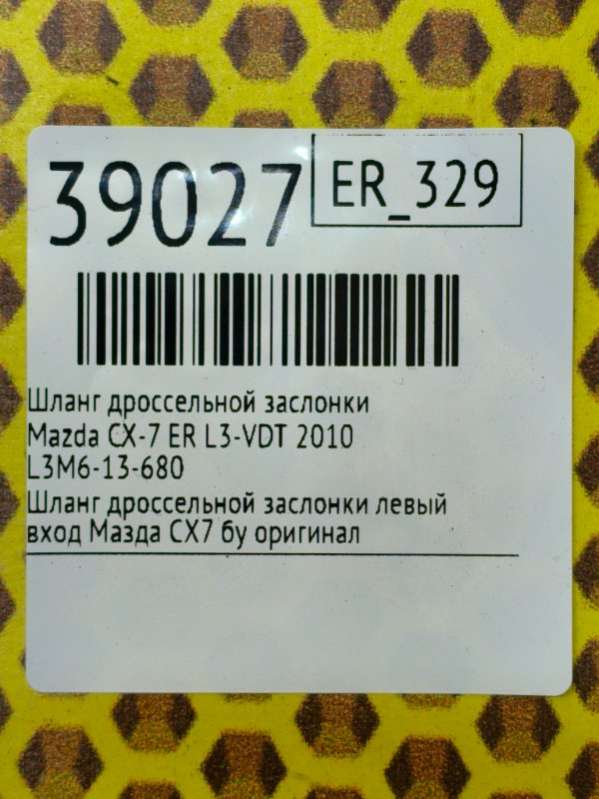 39027
ER_329
Шланг дроссельной заслонки
Mazda CX-7 ER L3-VDT 2010
L3M6-13-680
Шланг дроссельной заслонки левый
вход Мазда СХ7 бу оригинал